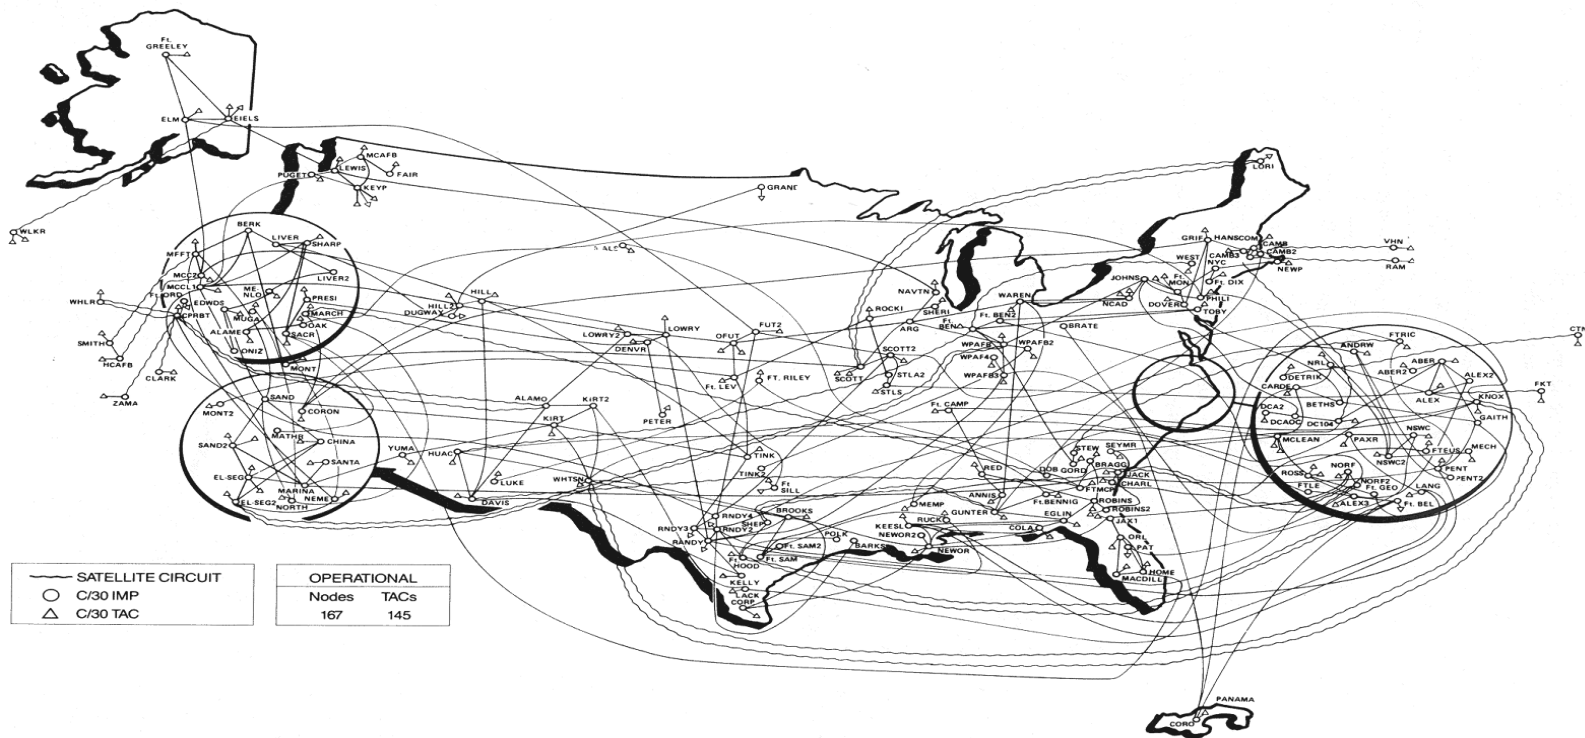 Ft.
GREELEY
ELM
EIELS
WLKR
MCAFB
LEWIS
PUGET
FAIR
KEYP
GRAND
LORI
BERK
LIVER
SHARP
MFFT
MCC2
LIVER2
MCCL1
Ft. ORD
EDWDS
ME-
NLO
PRESI
WHLR
CPRBT
MUGA
MARCH
OAK
ALAME
SACR
SMITH
ONIZ
HCAFB
MONT
CLARK
ZAMA
HILL
HILL2
DUGWAY
LOWRY
LOWRY2
DENVR
OFUT
FUT2
Ft. LEV
FT. RILEY
PETER
NAVTN
SHERI
ARG
ROCKI
SCOTT2
SCOTT
STLA2
STLS
WAREN
Ft. BEN2
Ft.
BEN
BRATE
WPAFB
WPAFB2
WPAFB4
WPAFB3
Ft. CAMP
GRIF
HANSCOM
CAMB
CAMB2
CAMB3
WEST
NYC
NEWP
JOHNS
Ft.
MON
Ft. DIX
NCAD
DOVER
PHILI
TOBY
VHN
RAM
CTN
FKT
FTRIC
ANDRW
NRL
ABER
ABER2
ALEX2
DETRIK
CARDE
BETHS
ALEX
KNOX
GAITH
DCA2
DCAOC
DC104
NSWC
MCLEAN
PAXR
FTEUS
MECH
NSWC2
PENT
PENT2
ROSS
NORF
NORF2
FTLE
Ft. GEO
LANG
ALEX3
Ft. BEL
SAND
MONT2
CORON
MATHR
SAND2
CHINA
SANTA
EL-SEG
MARINA
EL-SEG2
NORTH
NEME
YUMA
HUAC
ALAMO
KIRT
KIRT2
LUKE
DAVIS
WHTSN
TINK
TINK2
Ft
SILL
RNDY4
RNDY3
RNDY2
SHEP
BROOKS
RANDY
Ft. SAM2
POLK
BARKS
Ft.
HOOD
Ft. SAM
KELLY
LACK
CORP
MEMP
RUCK
KEESL
NEWOR2
NEWOR
RED
ANNIS
GUNTER
EGLIN
COLA
STEW
SEYMR
DOB
GORD
BRAGG
JACK
CHARL
FTMCP
Ft.BENNIG
ROBINS
ROBINS2
JAX1
ORL
PAT
HOME
MACDILL
PANAMA
CORO
SATELLITE CIRCUIT
C/30 IMP
C/30 TAC
OPERATIONAL
Nodes TACs
167 145